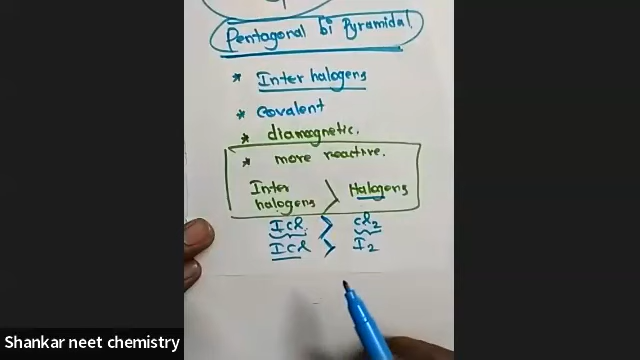 Pentagonal bi Pyramidal
* Inter halogens
* covalent
* diamagnetic.
* more reactive.
Inter halogens > Halogens
ICl. > Cl2
ICl > I2
Shankar neet chemistry